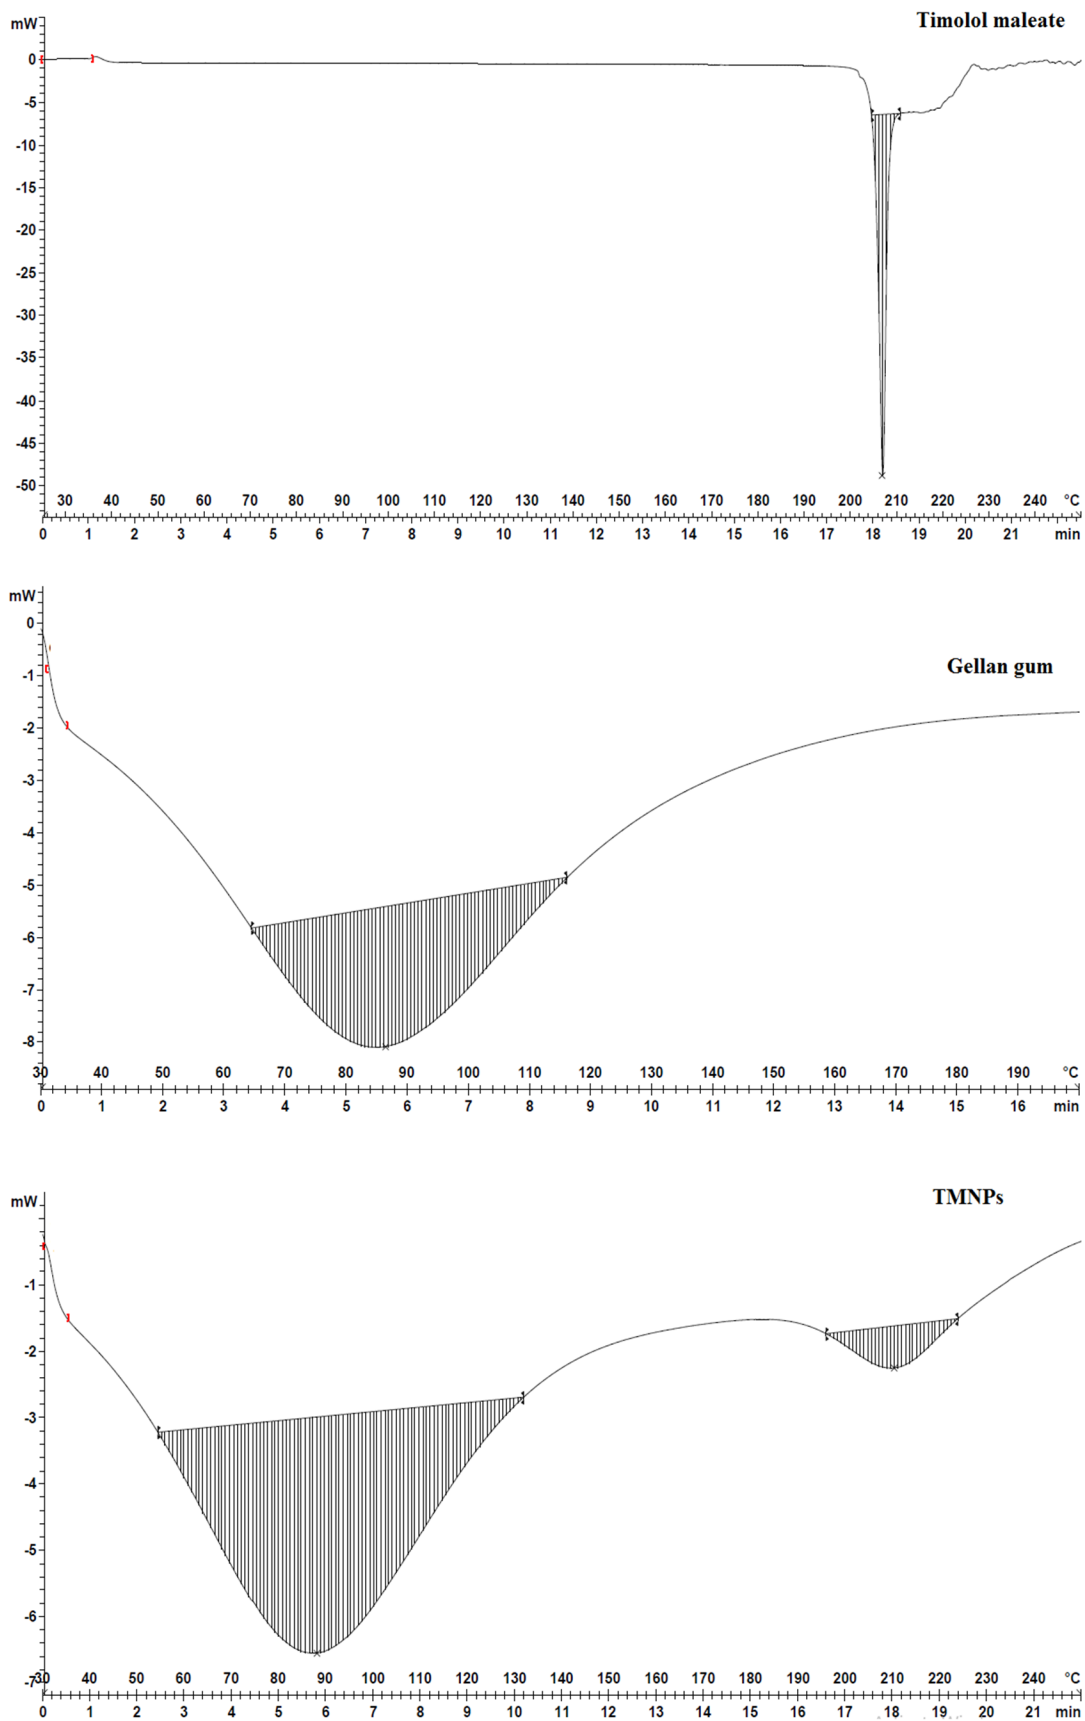 mW
Timolol maleate
0
-5
-10
-15
-20
-25
-30
-35
-40
-45
-50
30 40 50 60 70 80 90 100 110 120 130 140 150 160 170 180 190 200 210 220 230 240 °C
0 1 2 3 4 5 6 7 8 9 10 11 12 13 14 15 16 17 18 19 20 21 min
mW
0
Gellan gum
-1
-2
-3
-4
-5
-6
-7
-8
30 40 50 60 70 80 90 100 110 120 130 140 150 160 170 180 190 °C
0 1 2 3 4 5 6 7 8 9 10 11 12 13 14 15 16 min
TMNPs
mW
-1
-2
-3
-4
-5
-6
-7
30 40 50 60 70 80 90 100 110 120 130 140 150 160 170 180 190 200 210 220 230 240 °C
0 1 2 3 4 5 6 7 8 9 10 11 12 13 14 15 16 17 18 19 20 21 min